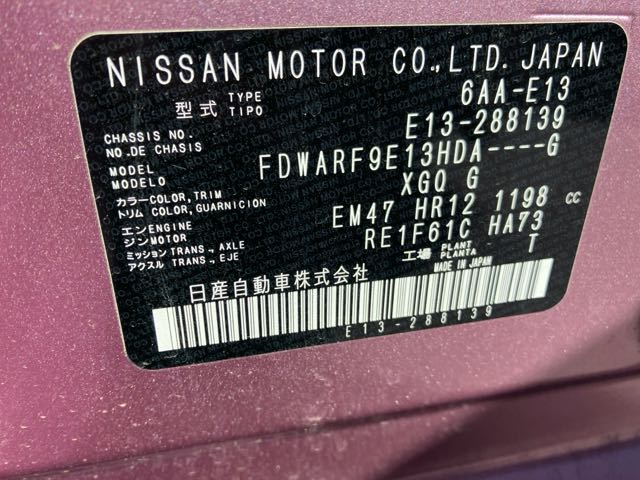 NISSAN MOTOR CO.,LTD. JAPAN
型式 TYPE TIPO 6AA-E13
CHASSIS NO. NO.DE CHASSIS E13-288139
MODEL MODELO FDWARF9E13HDA----G
カラー COLOR, TRIM トリム COLOR, GUARNICION XGQ G
エンジン ENGINE MOTOR EM47 HR12 1198 cc
ミッション アクスル TRANS., AXLE TRANS., EJE RE1F61C HA73
工場 PLANT PLANTA T
日産自動車株式会社 MADE IN JAPAN
E13-288139